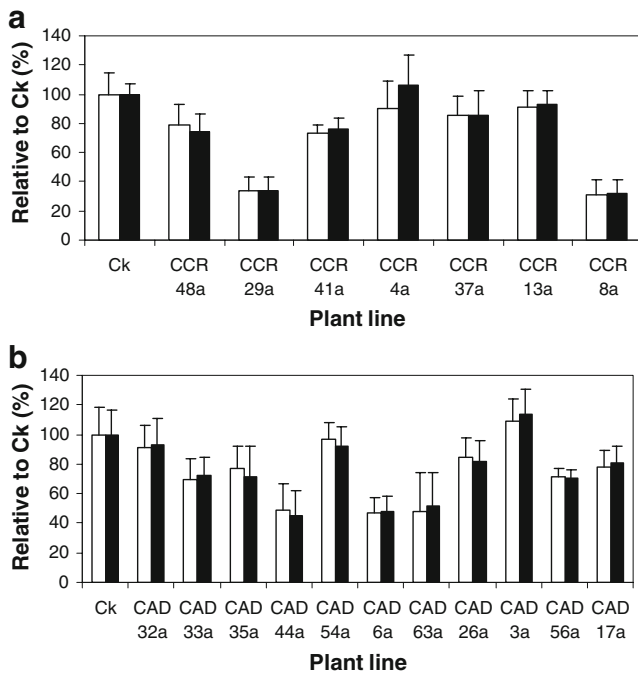 a
Relative to Ck (%)
140
120
100
80
60
40
20
0
Ck CCR CCR CCR CCR CCR CCR CCR
48a 29a 41a 4a 37a 13a 8a
Plant line
b
Relative to Ck (%)
140
120
100
80
60
40
20
0
Ck CAD CAD CAD CAD CAD CAD CAD CAD CAD CAD CAD
32a 33a 35a 44a 54a 6a 63a 26a 3a 56a 17a
Plant line